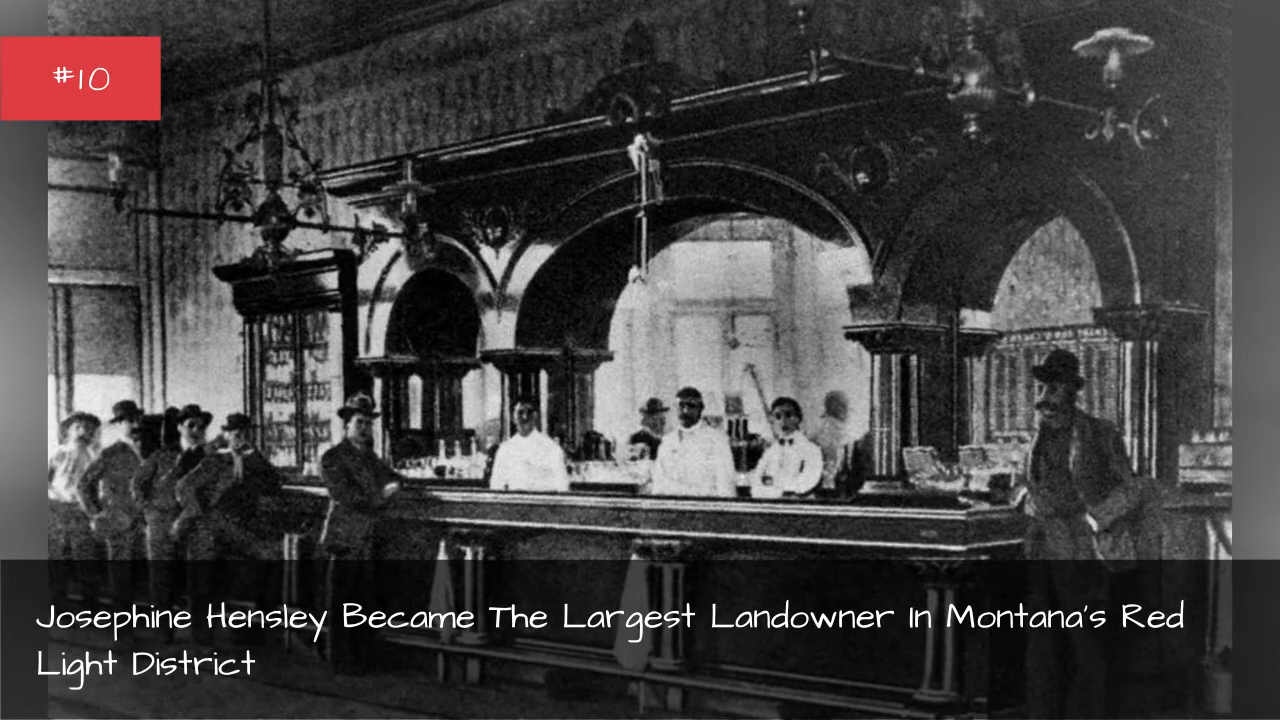 #10
Josephine Hensley Became The Largest Landowner In Montana's Red
Light District